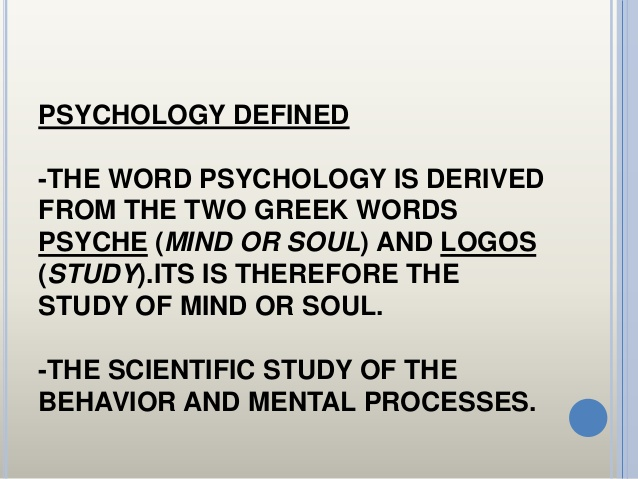 PSYCHOLOGY DEFINED
-THE WORD PSYCHOLOGY IS DERIVED
FROM THE TWO GREEK WORDS
PSYCHE (MIND OR SOUL) AND LOGOS
(STUDY).ITS IS THEREFORE THE
STUDY OF MIND OR SOUL.
-THE SCIENTIFIC STUDY OF THE
BEHAVIOR AND MENTAL PROCESSES.